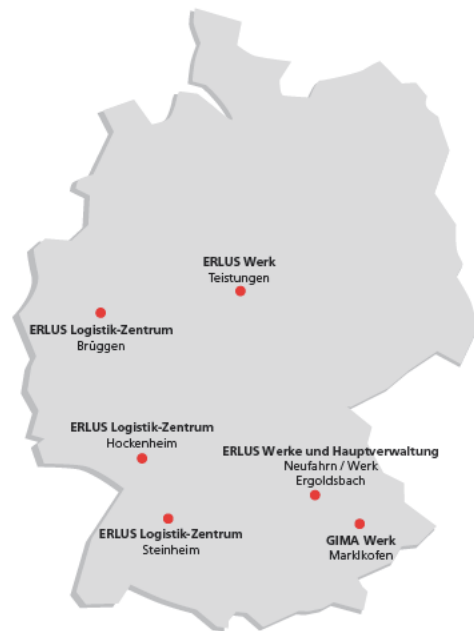 ERLUS Werk
Teistungen
ERLUS Logistik-Zentrum
Brüggen
ERLUS Logistik-Zentrum
Hockenheim
ERLUS Werke und Hauptverwaltung
Neufahrn / Werk
Ergoldsbach
ERLUS Logistik-Zentrum
Steinheim
GIMA Werk
Marklkofen